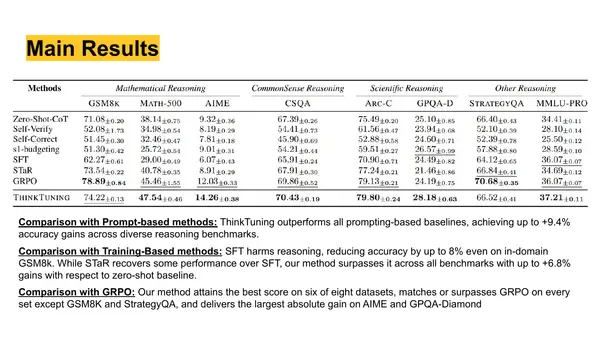 Main Results
Methods Mathematical Reasoning CommonSense Reasoning Scientific Reasoning Other Reasoning
GSM8K MATH-500 AIME CSQA ARC-C GPQA-D STRATEGYQA MMLU-PRO
Zero-Shot-CoT 71.08±0.20 38.14±0.75 9.32±0.36 67.39±0.26 75.49±0.20 25.10±0.85 66.40±0.43 34.41±0.11
Self-Verify 52.08±1.73 34.98±0.54 8.19±0.29 54.41±0.73 61.56±0.47 23.94±0.68 52.10±0.39 28.10±0.14
Self-Correct 51.45±0.30 32.46±0.47 7.81±0.18 45.90±0.69 52.88±0.58 24.60±0.71 52.39±0.78 25.50±0.12
s1-budgeting 51.30±0.42 25.72±0.54 9.01±0.31 54.21±0.44 59.51±0.27 26.57±0.99 57.88±0.80 28.59±0.10
SFT 62.27±0.61 29.00±0.49 6.07±0.43 65.91±0.24 70.90±0.71 24.49±0.82 64.12±0.65 36.07±0.07
STaR 73.54±0.22 40.78±0.35 8.91±0.29 67.91±0.30 77.24±0.21 21.46±0.86 66.84±0.41 34.69±0.12
GRPO 78.89±0.84 45.46±1.55 12.03±0.33 69.86±0.52 79.13±0.21 24.19±0.75 70.68±0.35 36.07±0.07
THINKTUNING 74.22±0.13 47.54±0.46 14.26±0.38 70.43±0.19 79.80±0.24 28.18±0.63 66.52±0.41 37.21±0.11
Comparison with Prompt-based methods: ThinkTuning outperforms all prompting-based baselines, achieving up to +9.4%
accuracy gains across diverse reasoning benchmarks.
Comparison with Training-Based methods: SFT harms reasoning, reducing accuracy by up to 8% even on in-domain
GSM8K. While STaR recovers some performance over SFT, our method surpasses it across all benchmarks with up to +6.8%
gains with respect to zero-shot baseline.
Comparison with GRPO: Our method attains the best score on six of eight datasets, matches or surpasses GRPO on every
set except GSM8K and StrategyQA, and delivers the largest absolute gain on AIME and GPQA-Diamond